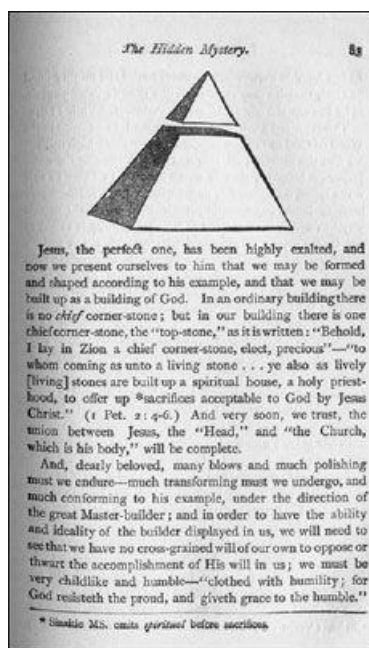 The Hidden Mystery. 83
Jesus, the perfect one, has been highly exalted, and
now we present ourselves to him that we may be formed
and shaped according to his example, and that we may be
built up as a building of God. In an ordinary building there
is no chief corner-stone; but in our building there is one
chief corner-stone, the "top-stone," as it is written: "Behold,
I lay in Zion a chief corner-stone, elect, precious"—"to
whom coming as unto a living stone . . . ye also as lively
[living] stones are built up a spiritual house, a holy priest-
hood, to offer up *sacrifices acceptable to God by Jesus
Christ." (1 Pet. 2: 4-6.) And very soon, we trust, the
union between Jesus, the "Head," and "the Church,
which is his body," will be complete.
And, dearly beloved, many blows and much polishing
must we endure—much transforming must we undergo, and
much conforming to his example, under the direction of
the great Master-builder; and in order to have the ability
and ideality of the builder displayed in us, we will need to
see that we have no cross-grained will of our own to oppose or
thwart the accomplishment of His will in us; we must be
very childlike and humble—"clothed with humility; for
God resisteth the proud, and giveth grace to the humble."
* Sinaitic MS. omits spiritual before sacrifices.